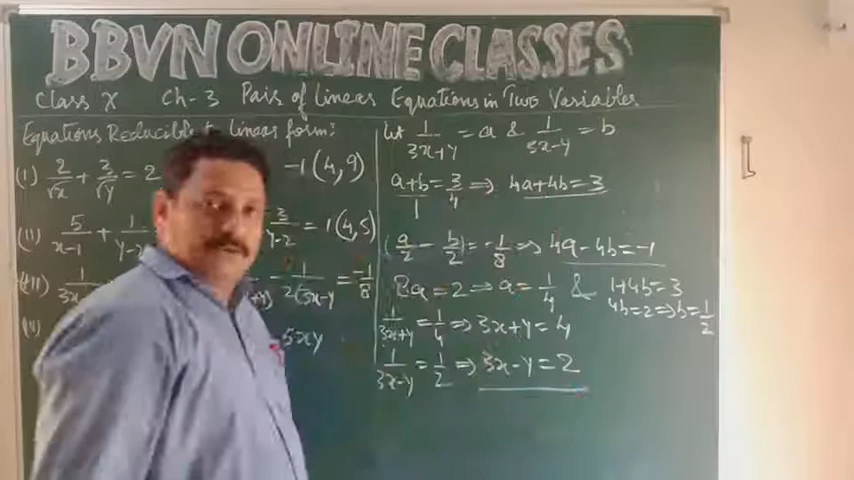 BBVN ONLINE CLASSES
Class X Ch-3 Pairs of Linear Equations in Two Variables
Equations Reducible to linear form:
(I) 2/√x + 3/√y = 2 -1 (4,9)
(II) 5/x-1 + 1/y-2 3/y-2 = 1 (4,5)
(III) 1/3x 1/2(3x-y = -1/8
5xy
let 1/3x+y = a & 1/3x-y = b
a+b/1 = 3/4 => 4a+4b=3
(a/2 - b/2) = -1/8 => 4a-4b=-1
8a=2 => a=1/4 & 1+4b=3
4b=2=>b=1/2
1/3x+y = 1/4 => 3x+y=4
1/3x-y = 1/2 => 3x-y=2